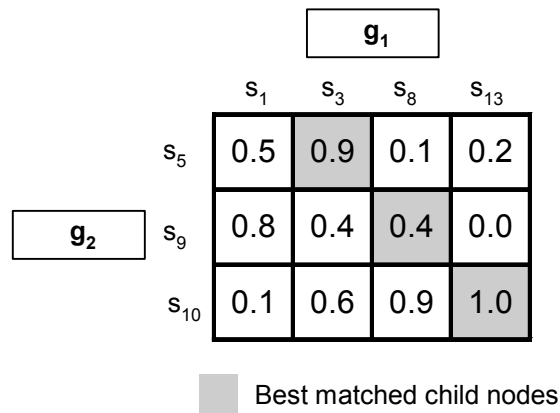 g₁
s₁ s₃ s₈ s₁₃
s₅ 0.5 0.9 0.1 0.2
g₂ s₉ 0.8 0.4 0.4 0.0
s₁₀ 0.1 0.6 0.9 1.0
Best matched child nodes